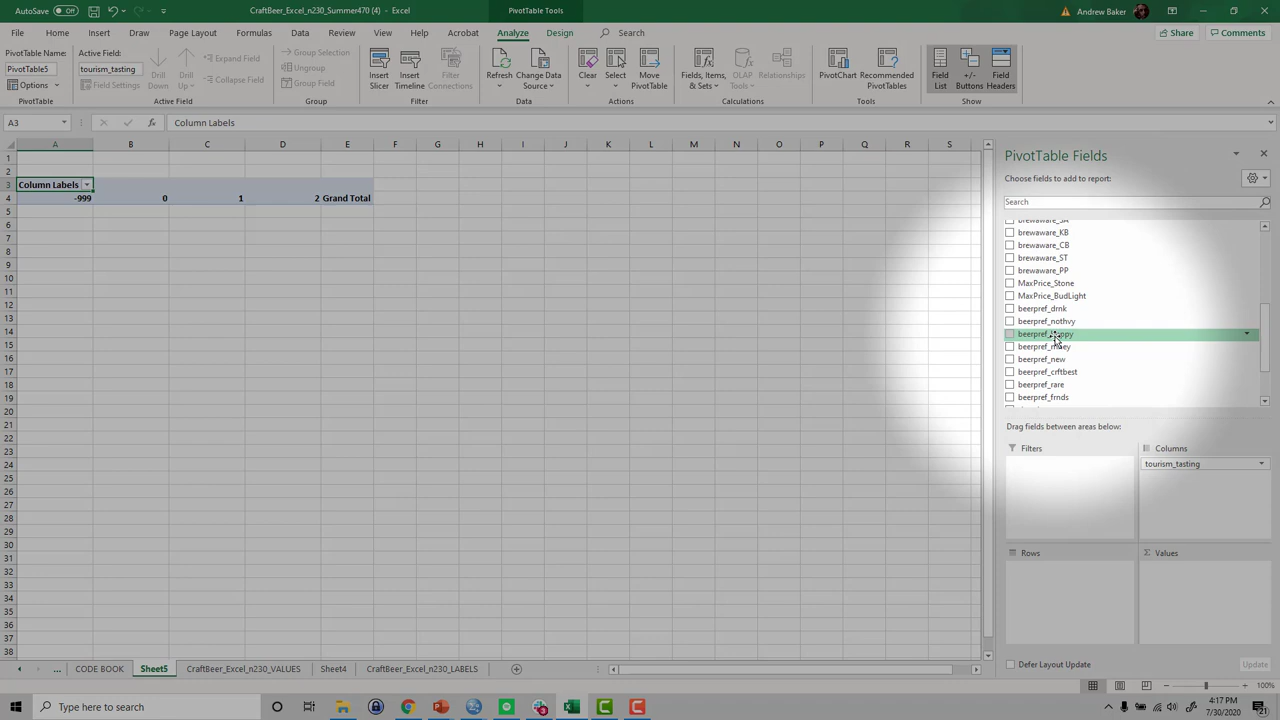 AutoSave Off
CraftBeer_Excel_n230_Summer470 (4) - Excel
PivotTable Tools
Andrew Baker
File Home Insert Draw Page Layout Formulas Data Review View Help Acrobat Analyze Design Search
Share Comments
PivotTable Name:
PivotTable5
Options
PivotTable
Active Field:
tourism_tasting
Field Settings
Drill Down
Drill Up
Expand Field
Collapse Field
Active Field
Group Selection
Ungroup
Group Field
Group
Insert Slicer
Insert Timeline
Filter Connections
Filter
Refresh
Change Data Source
Data
Clear
Select
Move PivotTable
Actions
Fields, Items, & Sets
OLAP Tools
Relationships
Calculations
PivotChart
Recommended PivotTables
Tools
Field List
+/- Buttons
Field Headers
Show
A3
fx
Column Labels
A B C D E F G H I J K L M N O P Q R S
1
2
3 Column Labels
4 -999 0 1 2 Grand Total
5
6
7
8
9
10
11
12
13
14
15
16
17
18
19
20
21
22
23
24
25
26
27
28
29
30
31
32
33
34
35
36
37
38
PivotTable Fields
Choose fields to add to report:
Search
brewaware_SA
brewaware_KB
brewaware_CB
brewaware_ST
brewaware_PP
MaxPrice_Stone
MaxPrice_BudLight
beerpref_drnk
beerpref_nothvy
beerpref_new
beerpref_crftbest
beerpref_rare
beerpref_frnds
Drag fields between areas below:
Filters
Columns
tourism_tasting
Rows
Values
Defer Layout Update
Update
... CODE BOOK Sheet5 CraftBeer_Excel_n230_VALUES Sheet4 CraftBeer_Excel_n230_LABELS
100%
Type here to search
4:17 PM
7/30/2020
21